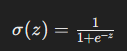 σ(z) = 1/(1+e^{-z})